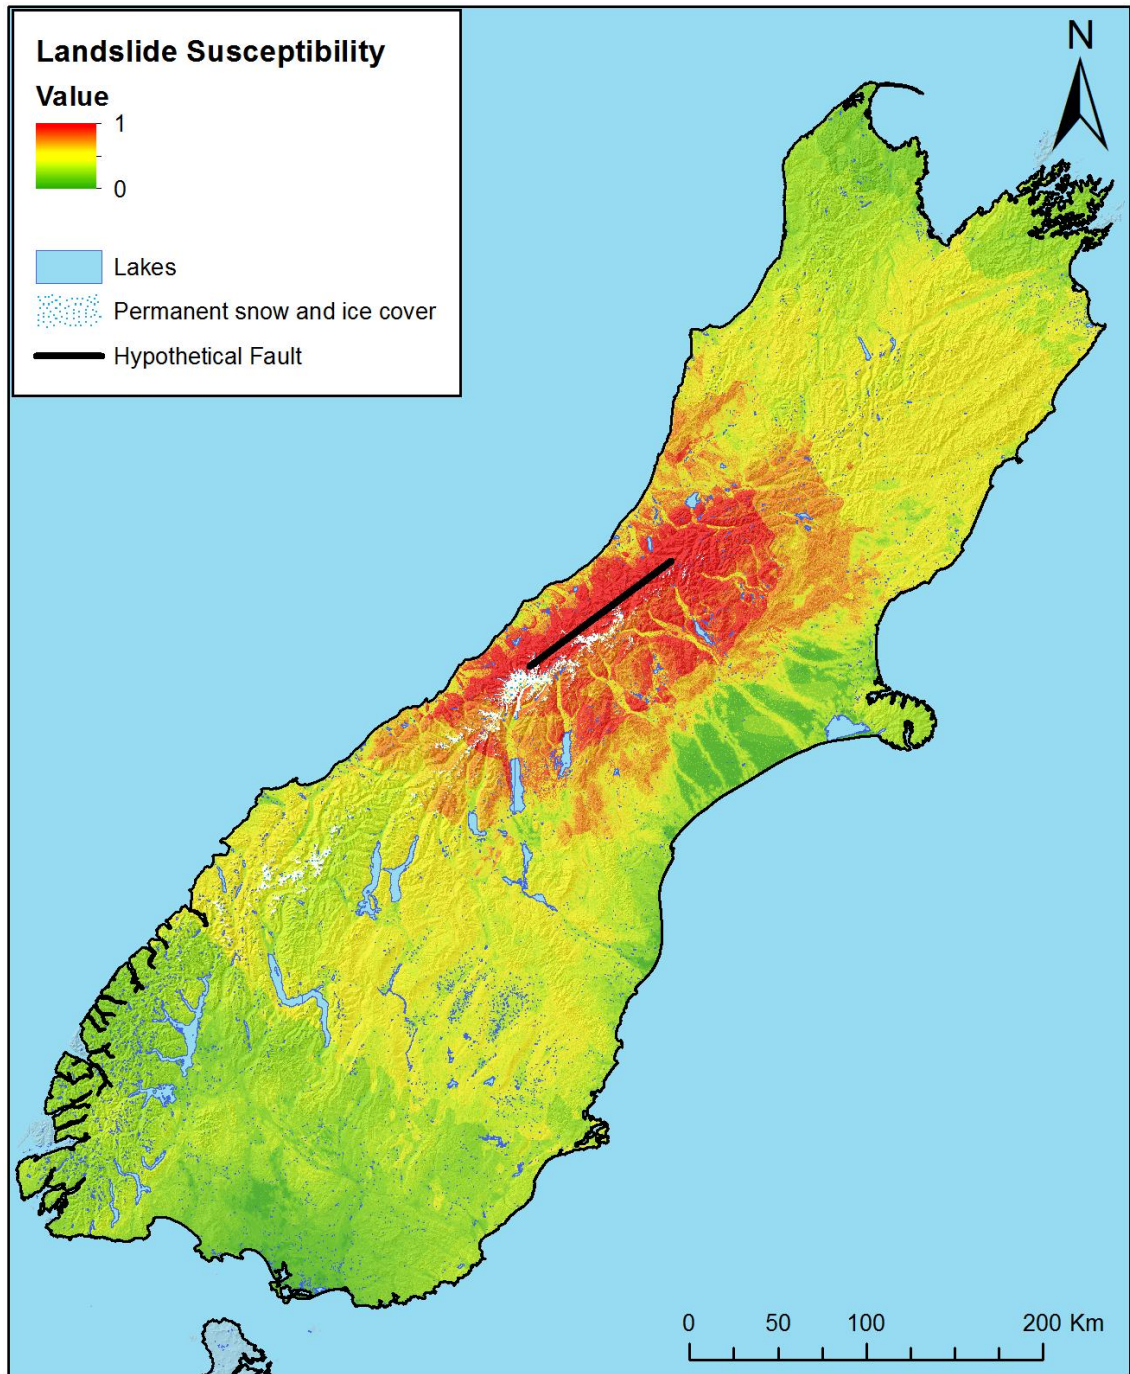 Landslide Susceptibility
Value
1
0
Lakes
Permanent snow and ice cover
Hypothetical Fault
N
0 50 100 200 Km